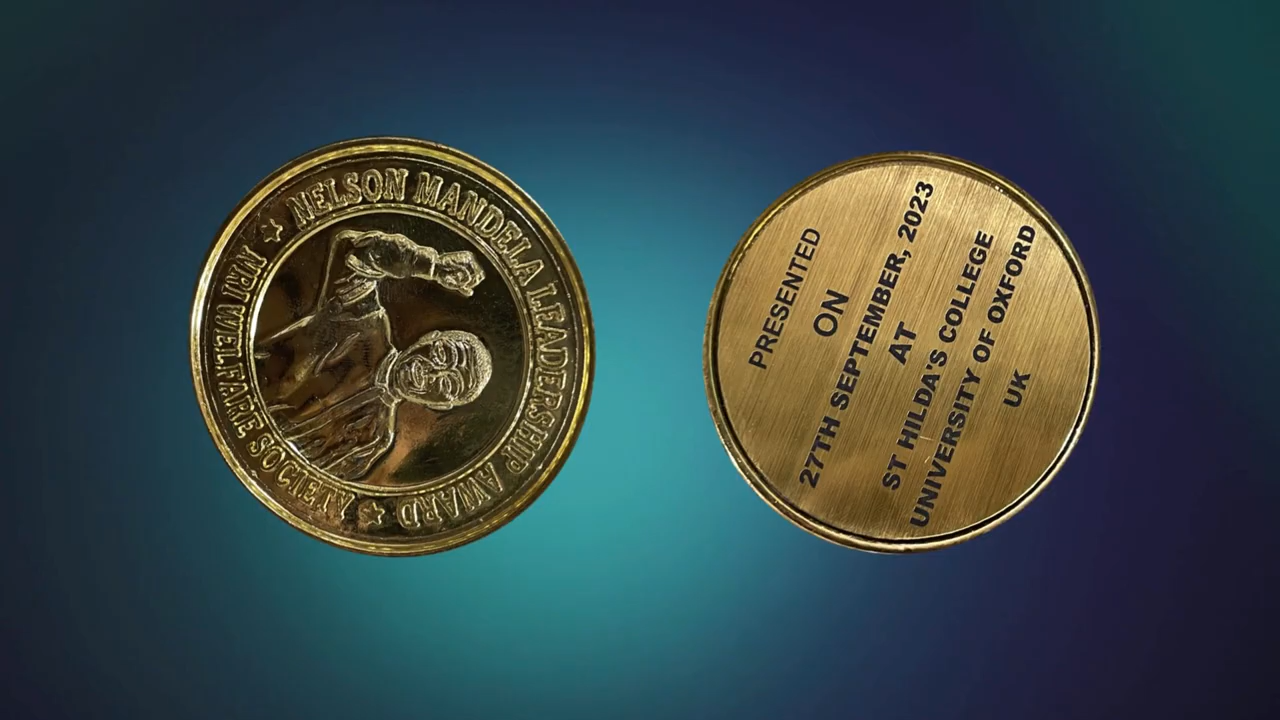 NELSON MANDELA LEADERSHIP AWARD
NRI WELFARE SOCIETY
PRESENTED
ON
27TH SEPTEMBER, 2023
AT
ST HILDA'S COLLEGE
UNIVERSITY OF OXFORD
UK